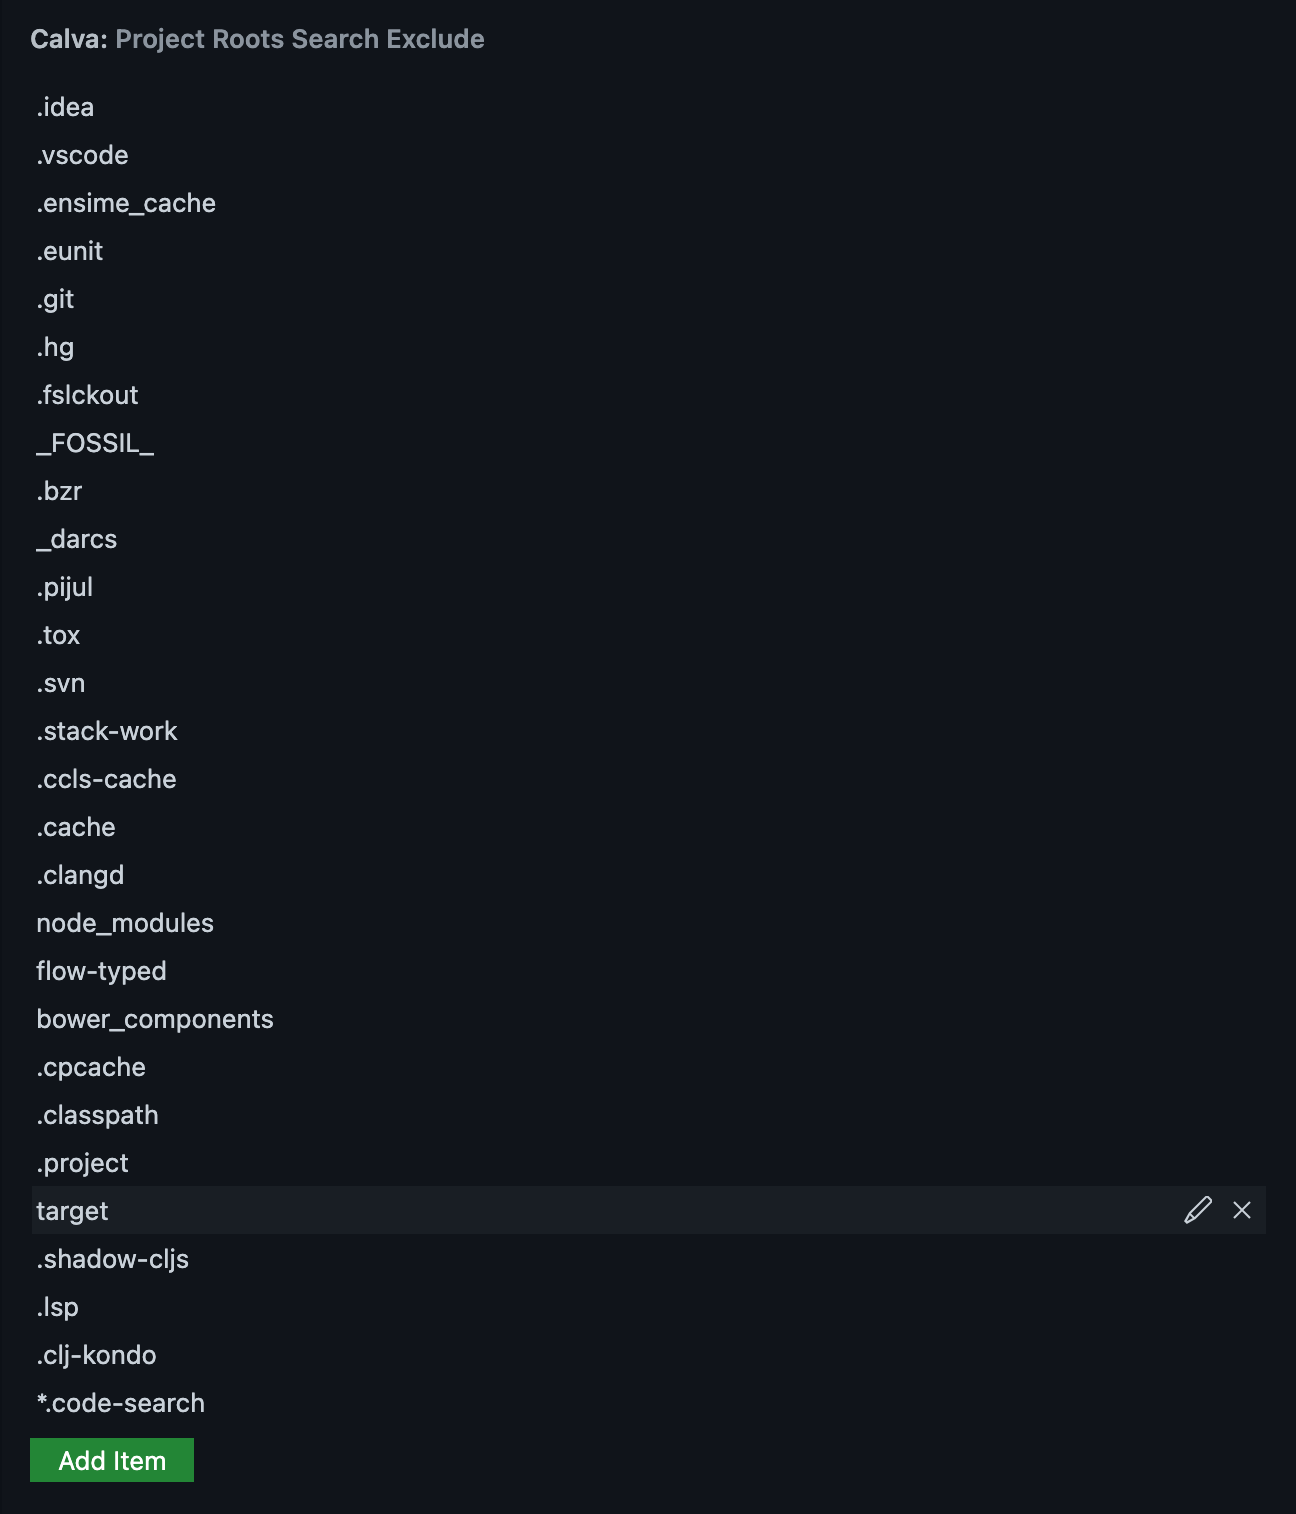 Calva: Project Roots Search Exclude
.idea
.vscode
.ensime_cache
.eunit
.git
.hg
.fslckout
_FOSSIL_
.bzr
_darcs
.pijul
.tox
.svn
.stack-work
.ccls-cache
.cache
.clangd
node_modules
flow-typed
bower_components
.cpcache
.classpath
.project
target
.shadow-cljs
.lsp
.clj-kondo
*.code-search
Add Item